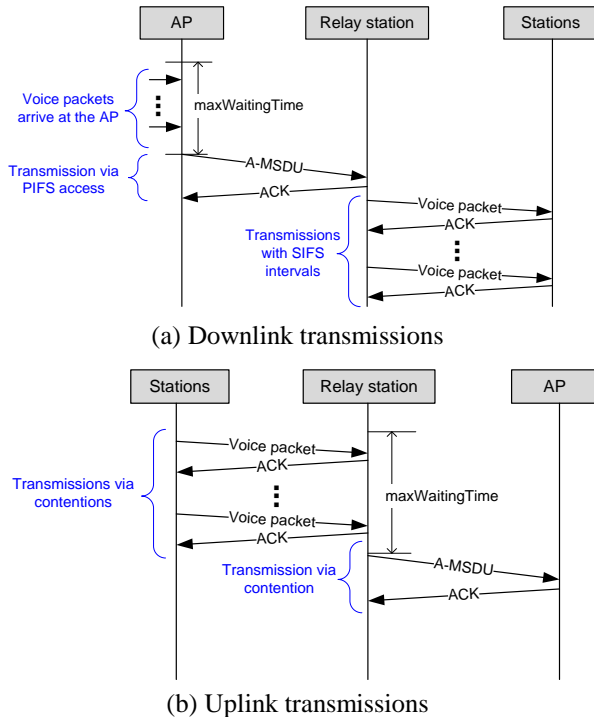 AP
Relay station
Stations
Voice packets
arrive at the AP
maxWaitingTime
Transmission via
PIFS access
A-MSDU
ACK
Voice packet
ACK
Transmissions
with SIFS
intervals
Voice packet
ACK
(a) Downlink transmissions
Stations
Relay station
AP
Voice packet
ACK
Transmissions via
contentions
maxWaitingTime
Voice packet
ACK
Transmission via
contention
A-MSDU
ACK
(b) Uplink transmissions